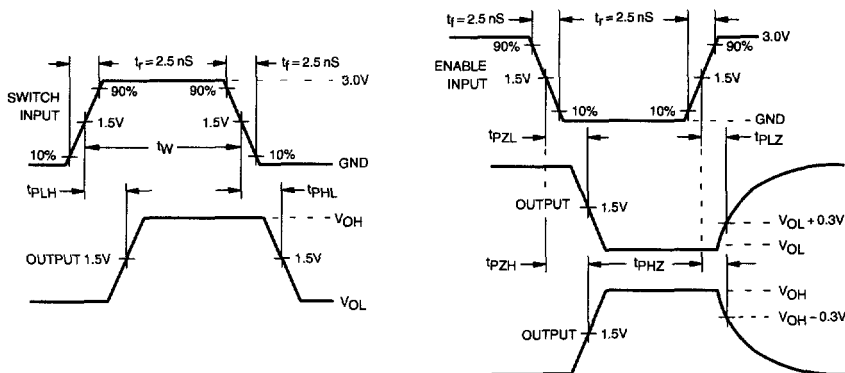 tr = 2.5 nS
tf = 2.5 nS
3.0V
SWITCH INPUT
90%
90%
1.5V
1.5V
10%
tW
10%
GND
tPLH
tPHL
VOH
OUTPUT 1.5V
1.5V
VOL
tf = 2.5 nS
tr = 2.5 nS
90%
90%
3.0V
ENABLE INPUT
1.5V
1.5V
10%
10%
GND
tPZL
tPLZ
OUTPUT
1.5V
VOL + 0.3V
VOL
tPZH
tPHZ
VOH
VOH – 0.3V
OUTPUT
1.5V